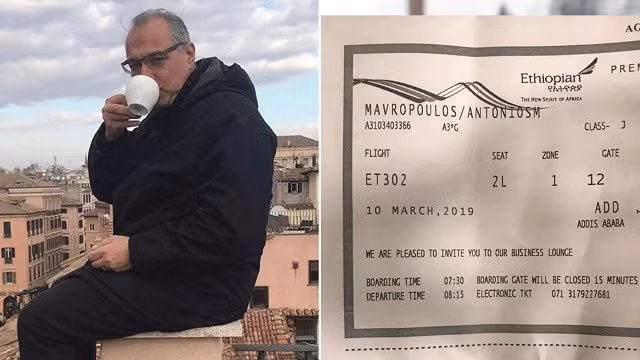 AG
Ethiopian
የኢትዮጵያ
THE NEW SPIRIT OF AFRICA
PREM
MAVROPOULOS/ANTONIOSM
A3103403366 A3*G CLASS- J
FLIGHT SEAT ZONE GATE
ET302 2L 1 12
10 MARCH,2019 ADD
ADDIS ABABA
WE ARE PLEASED TO INVITE YOU TO OUR BUSINESS LOUNGE
BOARDING TIME 07:30 BOARDING GATE WILL BE CLOSED 15 MINUTES
DEPARTURE TIME 08:15 ELECTRONIC TKT 071 3179227681